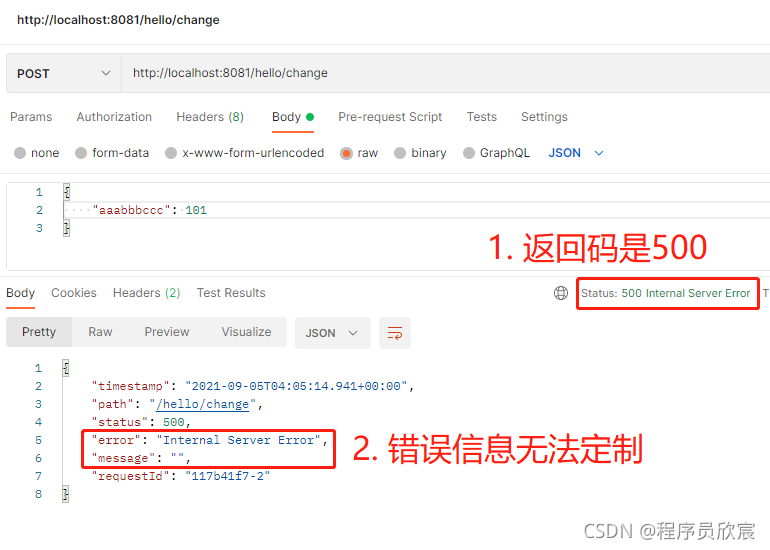 http://localhost:8081/hello/change
POST http://localhost:8081/hello/change
Params Authorization Headers (8) Body Pre-request Script Tests Settings
none form-data x-www-form-urlencoded raw binary GraphQL JSON
1 {
2 "aaabbbccc": 101
3 }
1. 返回码是500
Body Cookies Headers (2) Test Results Status: 500 Internal Server Error T
Pretty Raw Preview Visualize JSON
1 {
2 "timestamp": "2021-09-05T04:05:14.941+00:00",
3 "path": "/hello/change",
4 "status": 500,
5 "error": "Internal Server Error",
6 "message": "",
2. 错误信息无法定制
7 "requestId": "117b41f7-2"
8 }
CSDN @程序员欣宸